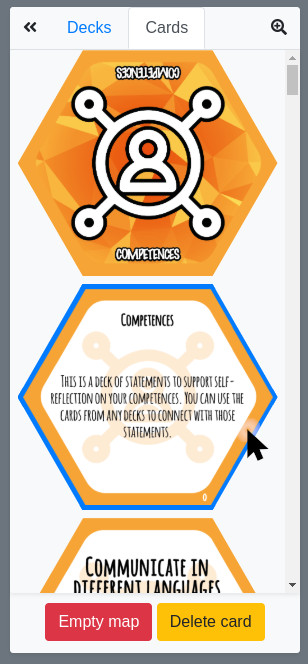 Decks
Cards
COMPETENCES
COMPETENCES
Competences
This is a deck of statements to support self-
reflection on your competences. You can use the
cards from any decks to connect with those
statements.
0
Communicate in
different languages
Empty map
Delete card